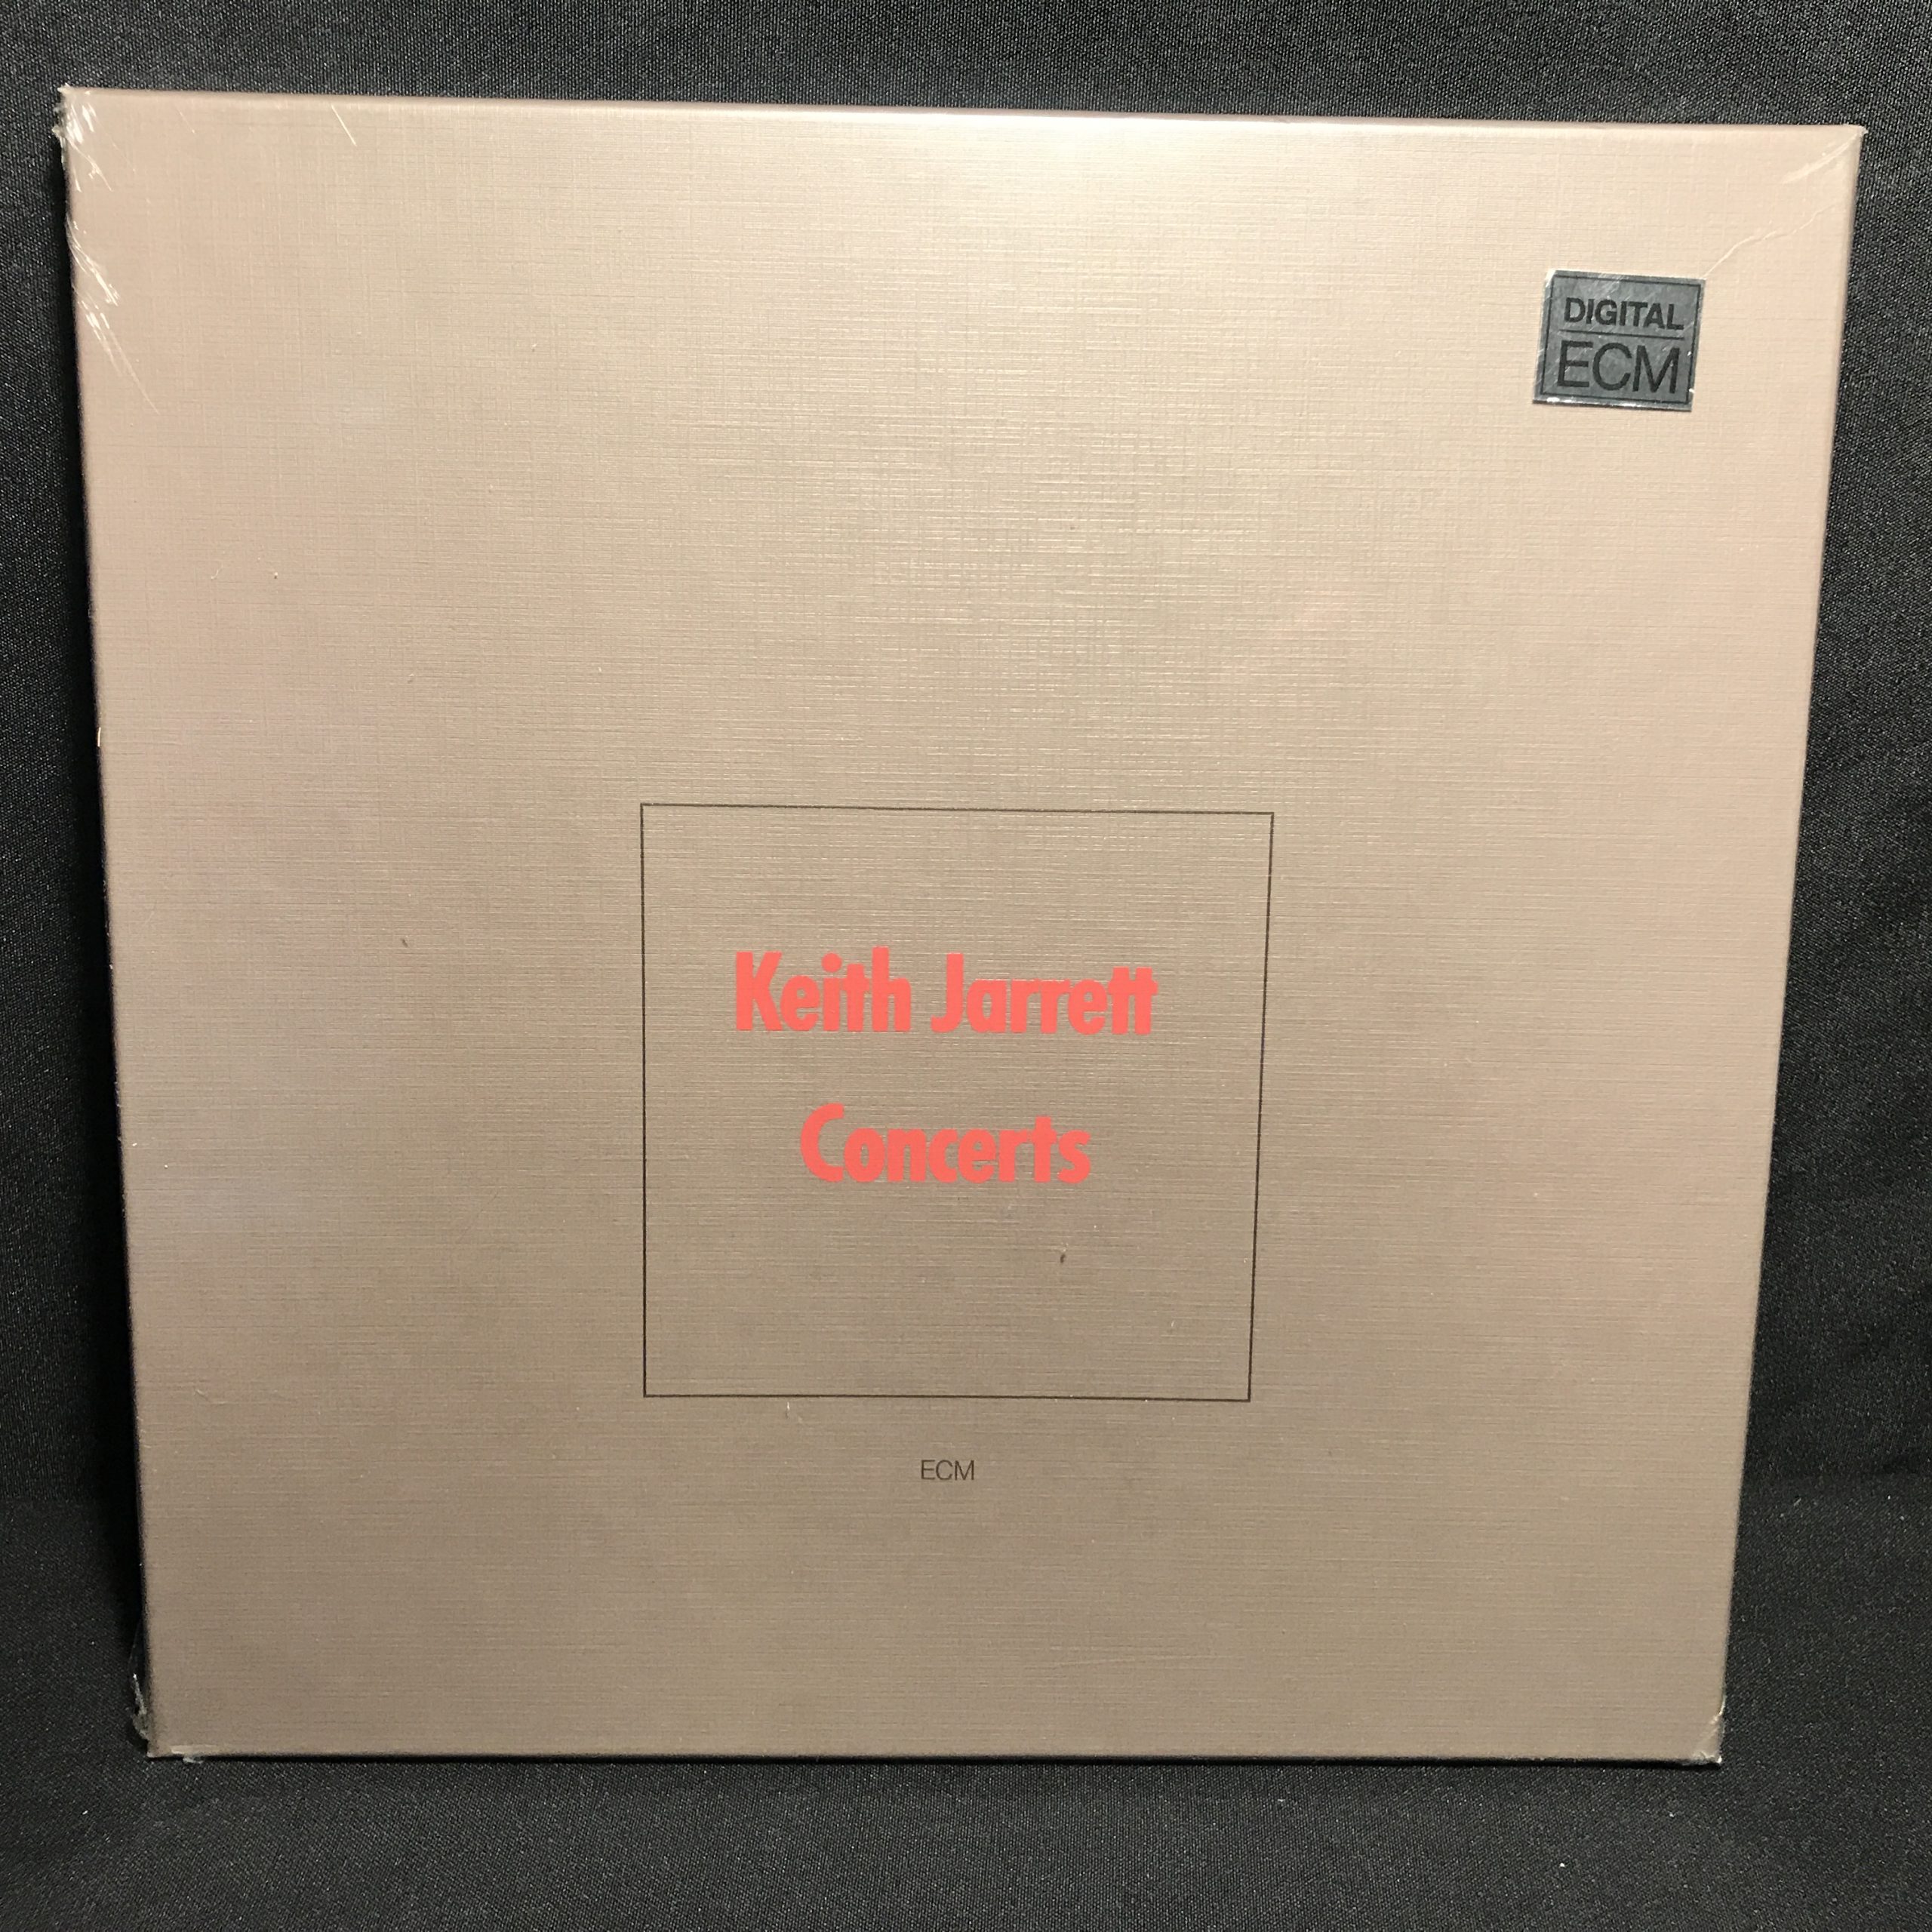 DIGITAL
ECM
Keith Jarrett
Concerts
ECM